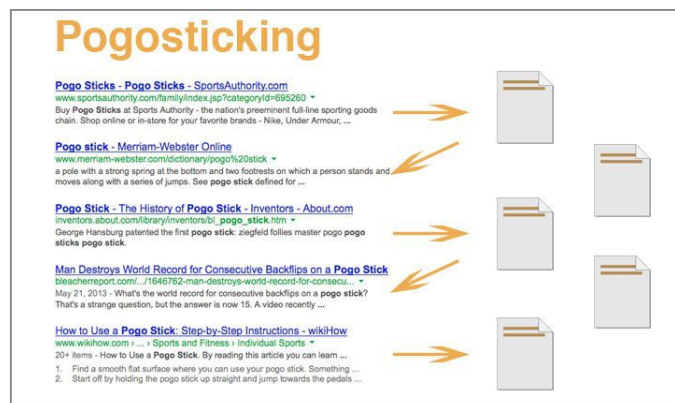 Pogosticking
Pogo Sticks - Pogo Sticks - SportsAuthority.com
www.sportsauthority.com/family/index.jsp?categoryId=695260
Buy Pogo Sticks at Sports Authority - the nation's preeminent full-line sporting goods
chain. Shop online or in-store for your favorite brands - Nike, Under Armour, ...
Pogo stick - Merriam-Webster Online
www.merriam-webster.com/dictionary/pogo%20stick
a pole with a strong spring at the bottom and two footrests on which a person stands and
moves along with a series of jumps. See pogo stick defined for ...
Pogo Stick - The History of Pogo Stick - Inventors - About.com
inventors.about.com/library/inventors/bl_pogo_stick.htm
George Hansburg patented the first pogo stick: ziegfeld follies master pogo pogo
sticks pogo stick.
Man Destroys World Record for Consecutive Backflips on a Pogo Stick
bleacherreport.com/.../1646762-man-destroys-world-record-for-consecu...
May 21, 2013 - What's the world record for consecutive backflips on a pogo stick?
That's a strange question, but the answer is now 15. A video recently ...
How to Use a Pogo Stick: Step-by-Step Instructions - wikiHow
www.wikihow.com › ... › Sports and Fitness › Individual Sports
20+ items - How to Use a Pogo Stick. By reading this article you can learn ...
1. Find a smooth flat surface where you can use your pogo stick. Something ...
2. Start off by holding the pogo stick up straight and jump towards the pedals ...